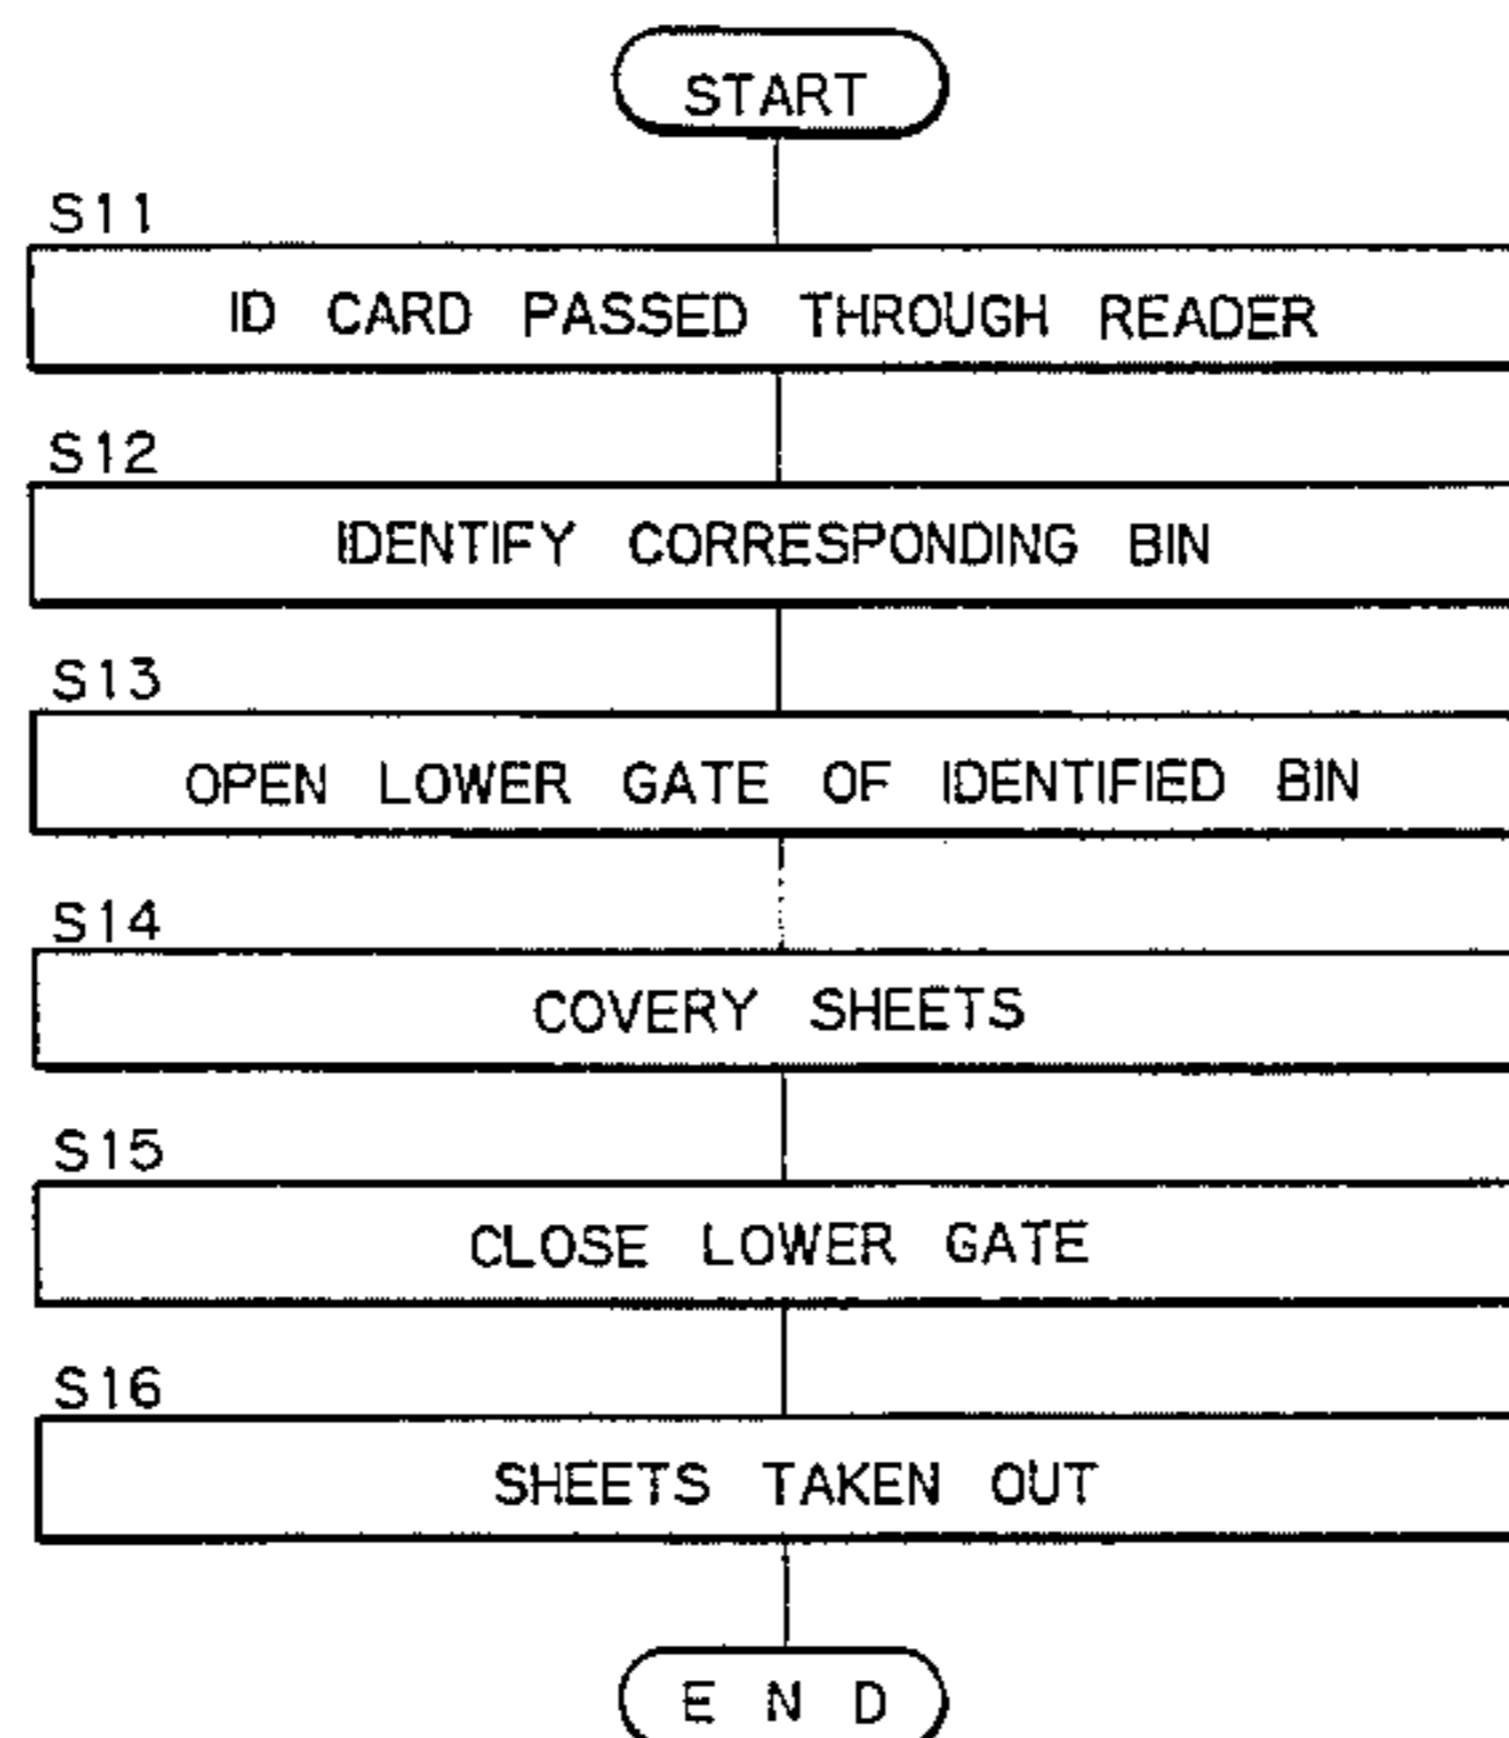 START
S11
ID CARD PASSED THROUGH READER
S12
IDENTIFY CORRESPONDING BIN
S13
OPEN LOWER GATE OF IDENTIFIED BIN
S14
COVERY SHEETS
S15
CLOSE LOWER GATE
S16
SHEETS TAKEN OUT
END